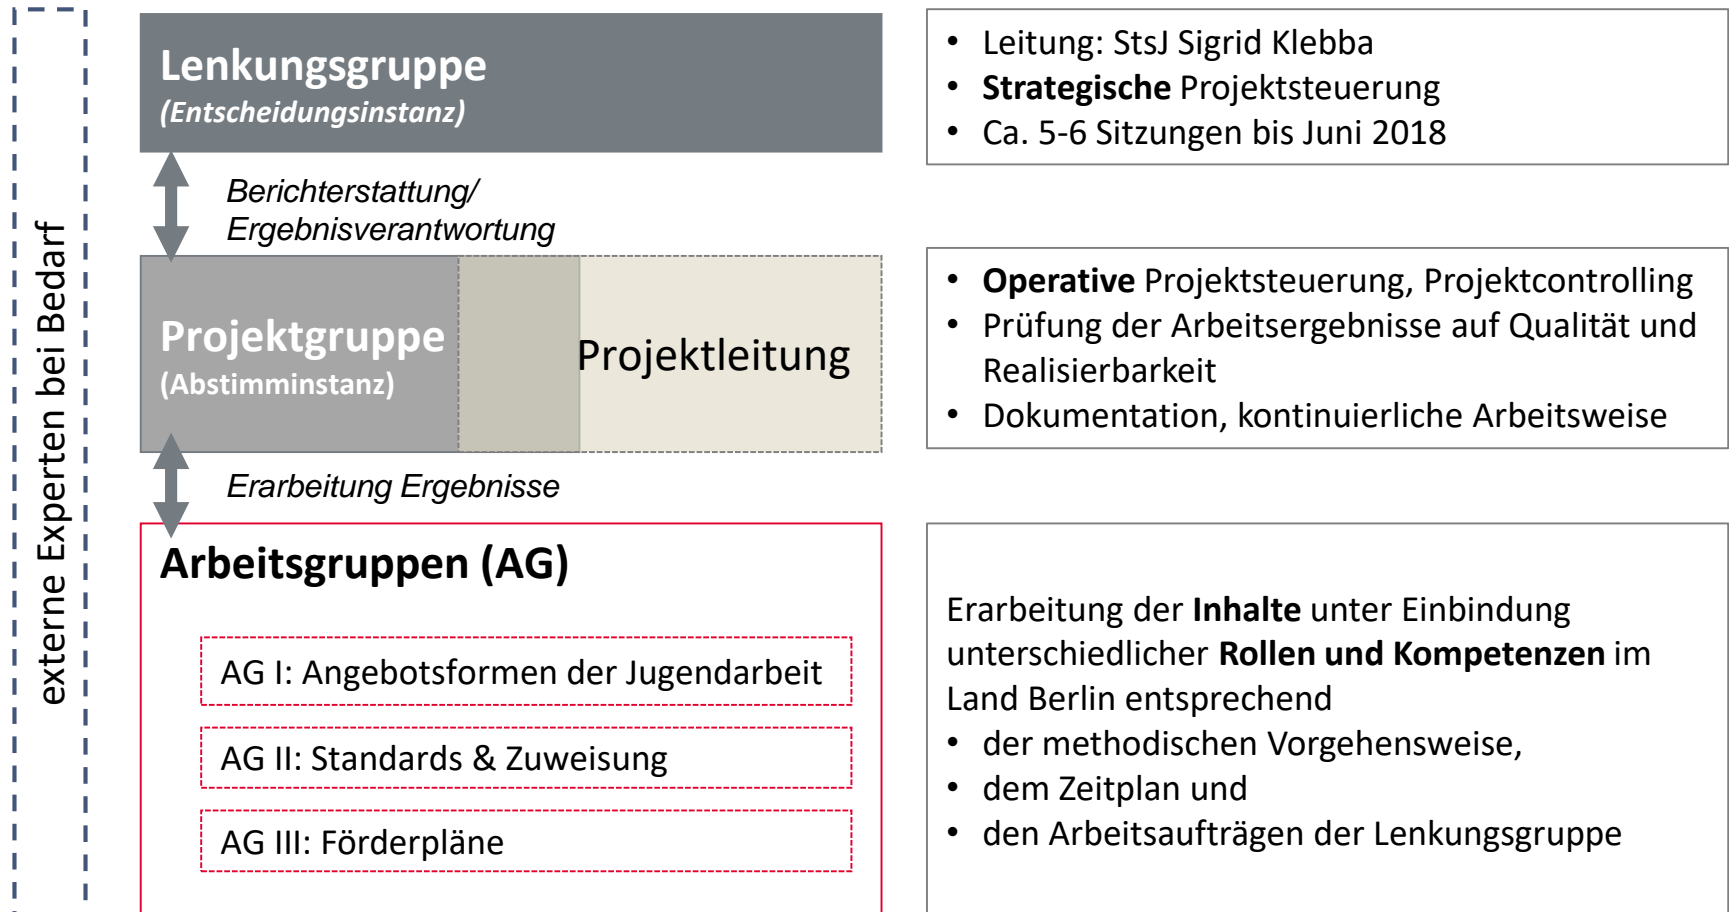 externe Experten bei Bedarf
Lenkungsgruppe
(Entscheidungsinstanz)
• Leitung: StsJ Sigrid Klebba
• Strategische Projektsteuerung
• Ca. 5-6 Sitzungen bis Juni 2018
Berichterstattung/
Ergebnisverantwortung
Projektgruppe
(Abstimminstanz)
Projektleitung
• Operative Projektsteuerung, Projektcontrolling
• Prüfung der Arbeitsergebnisse auf Qualität und
Realisierbarkeit
• Dokumentation, kontinuierliche Arbeitsweise
Erarbeitung Ergebnisse
Arbeitsgruppen (AG)
AG I: Angebotsformen der Jugendarbeit
AG II: Standards & Zuweisung
AG III: Förderpläne
Erarbeitung der Inhalte unter Einbindung
unterschiedlicher Rollen und Kompetenzen im
Land Berlin entsprechend
• der methodischen Vorgehensweise,
• dem Zeitplan und
• den Arbeitsaufträgen der Lenkungsgruppe